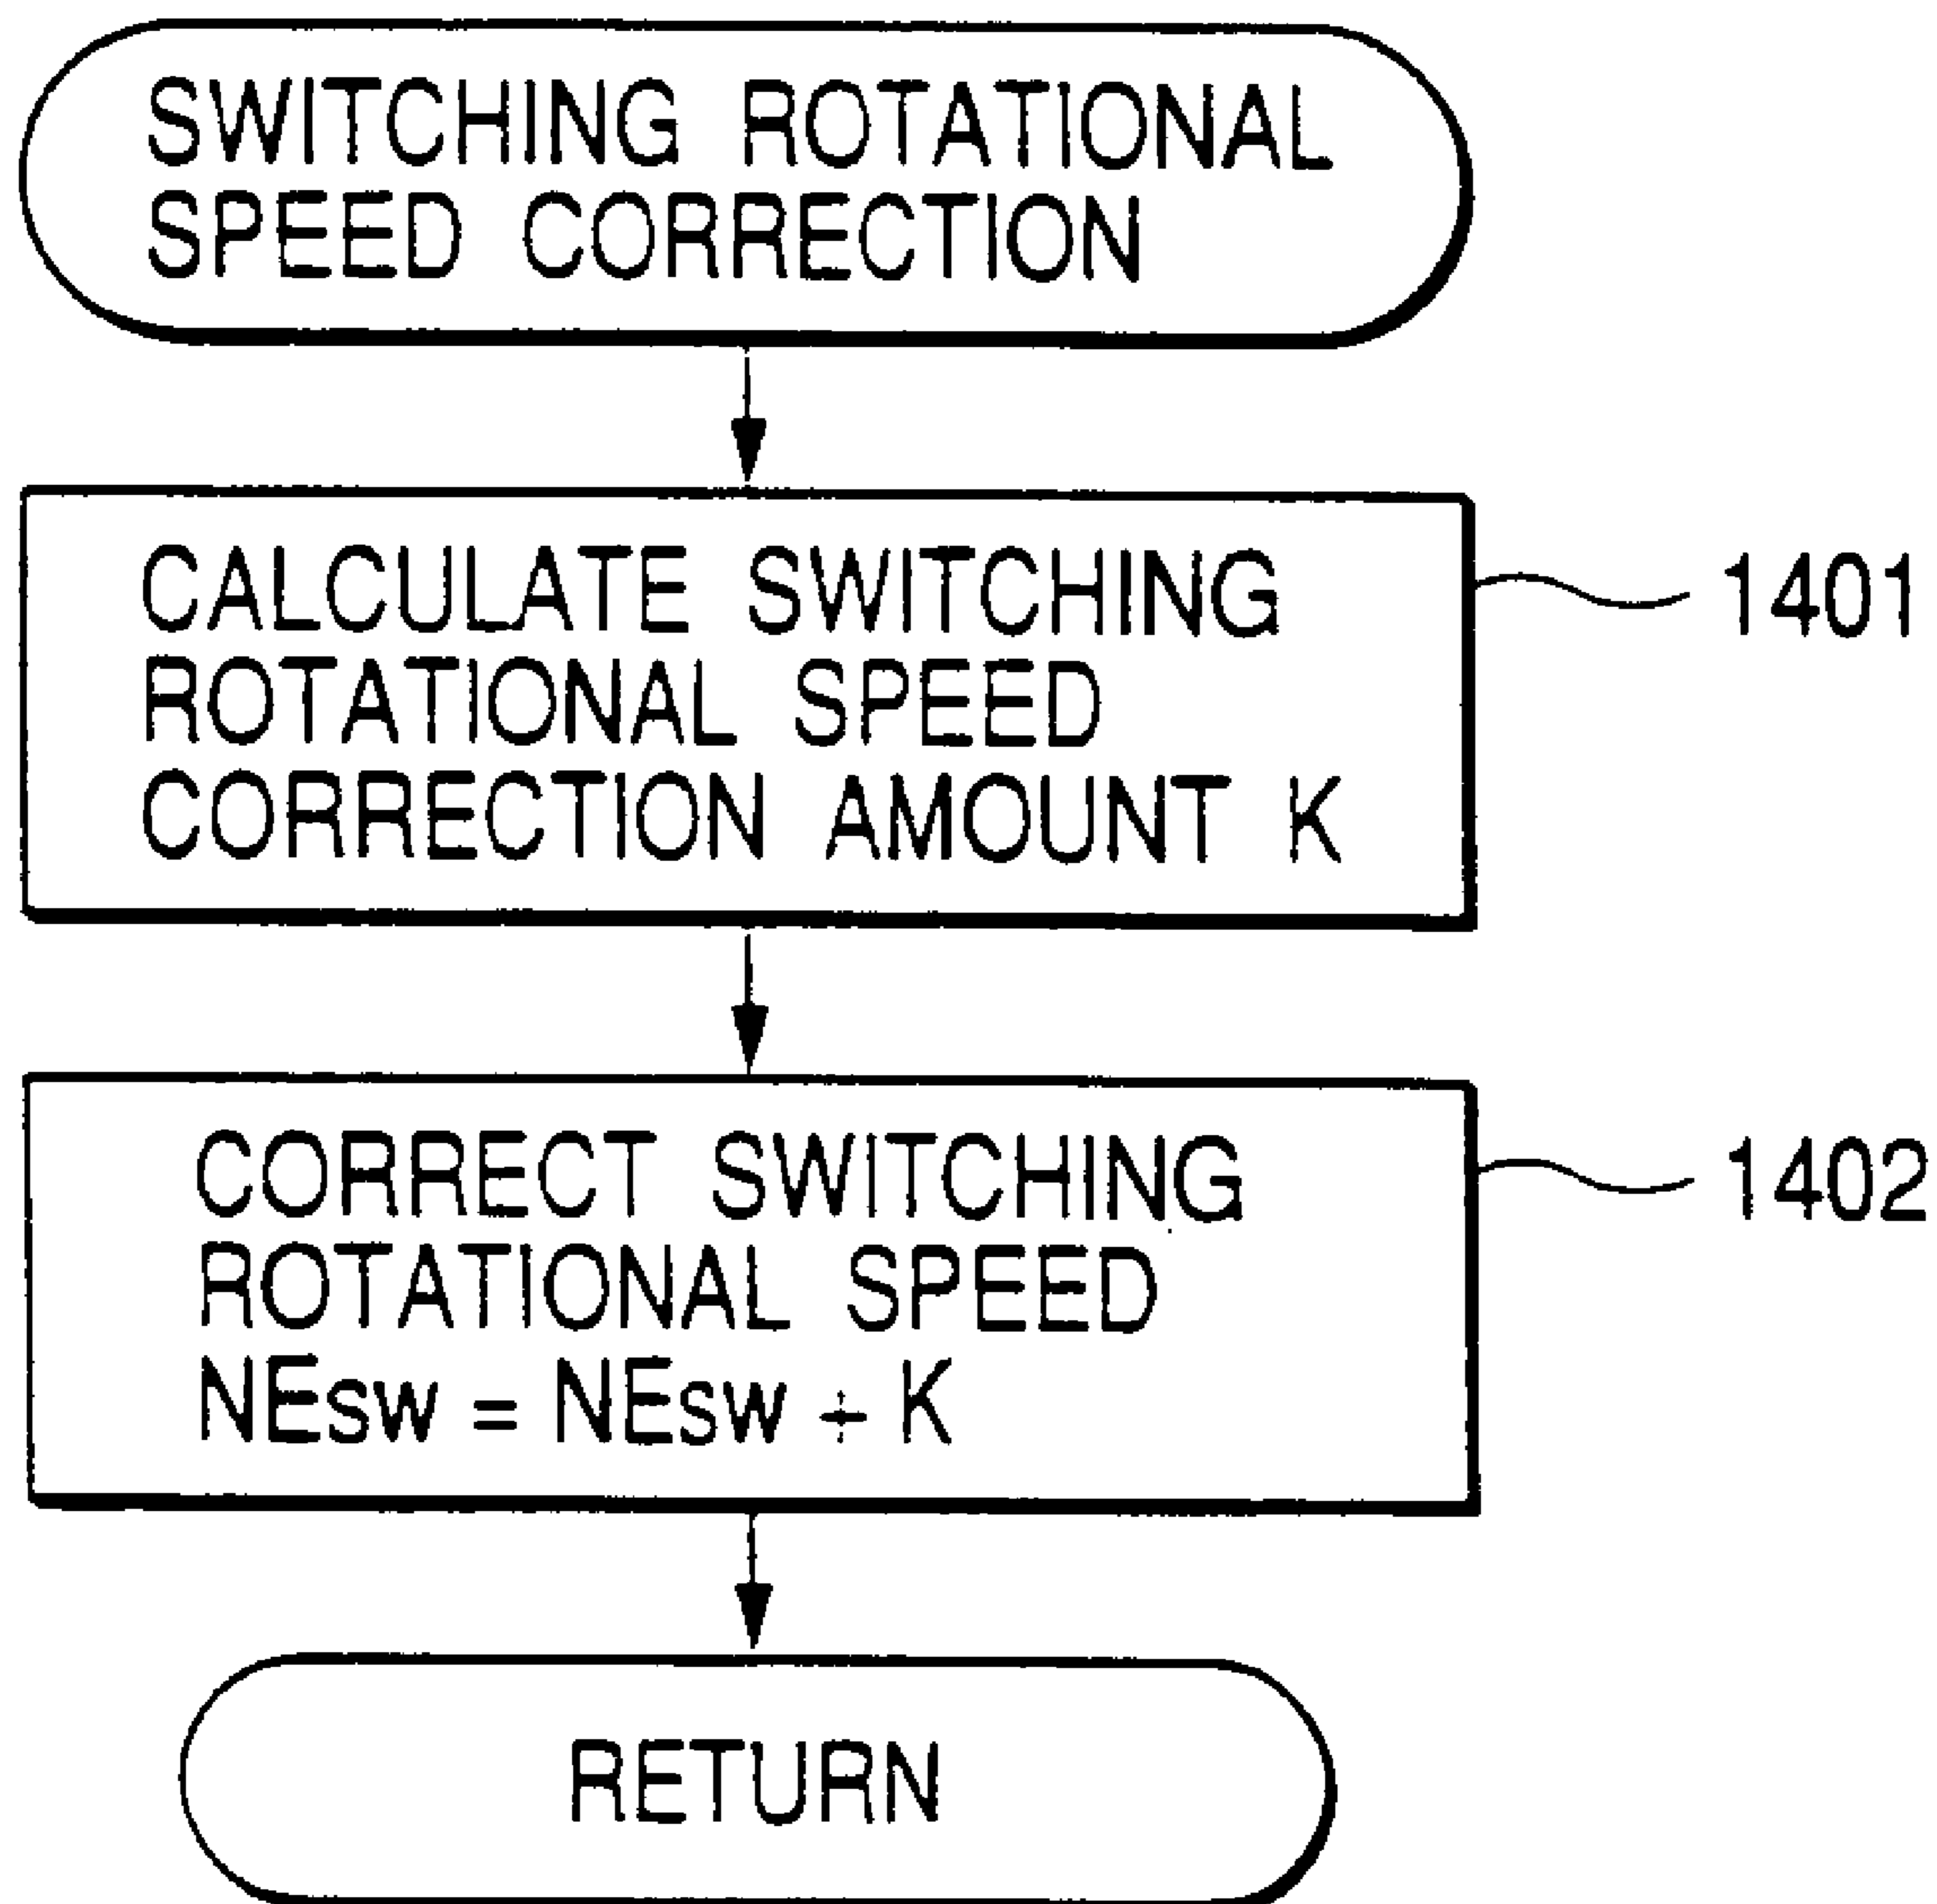 SWITCHING ROTATIONAL
SPEED CORRECTION
CALCULATE SWITCHING
ROTATIONAL SPEED
CORRECTION AMOUNT K
1401
CORRECT SWITCHING
ROTATIONAL SPEED
NEsw = NEsw + K
1402
RETURN